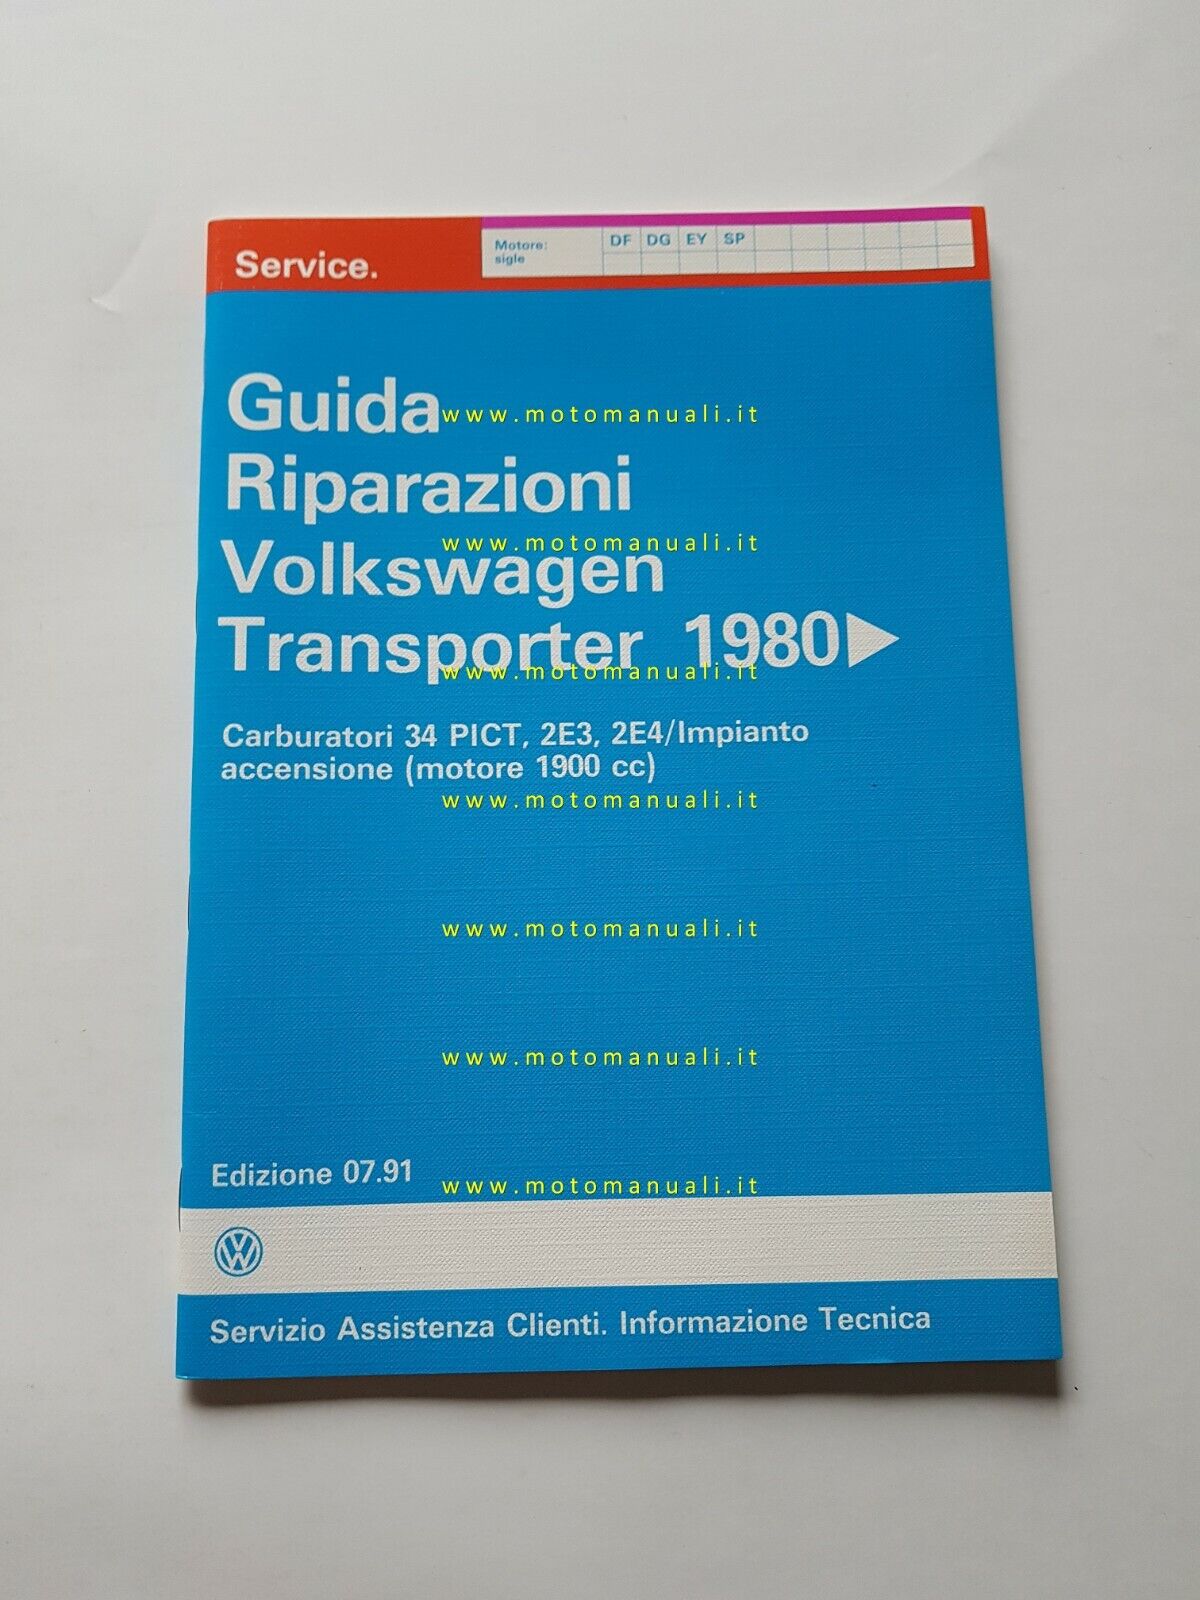 Service.
Motore: DF DG EY SP
sigle
Guida
www.motomanuali.it
Riparazioni
www.motomanuali.it
Volkswagen
Transporter 1980
www.motomanuali.it
Carburatori 34 PICT, 2E3, 2E4/Impianto
accensione (motore 1900 cc)
www.motomanuali.it
www.motomanuali.it
www.motomanuali.it
Edizione 07.91
www.motomanuali.it
VW
Servizio Assistenza Clienti. Informazione Tecnica